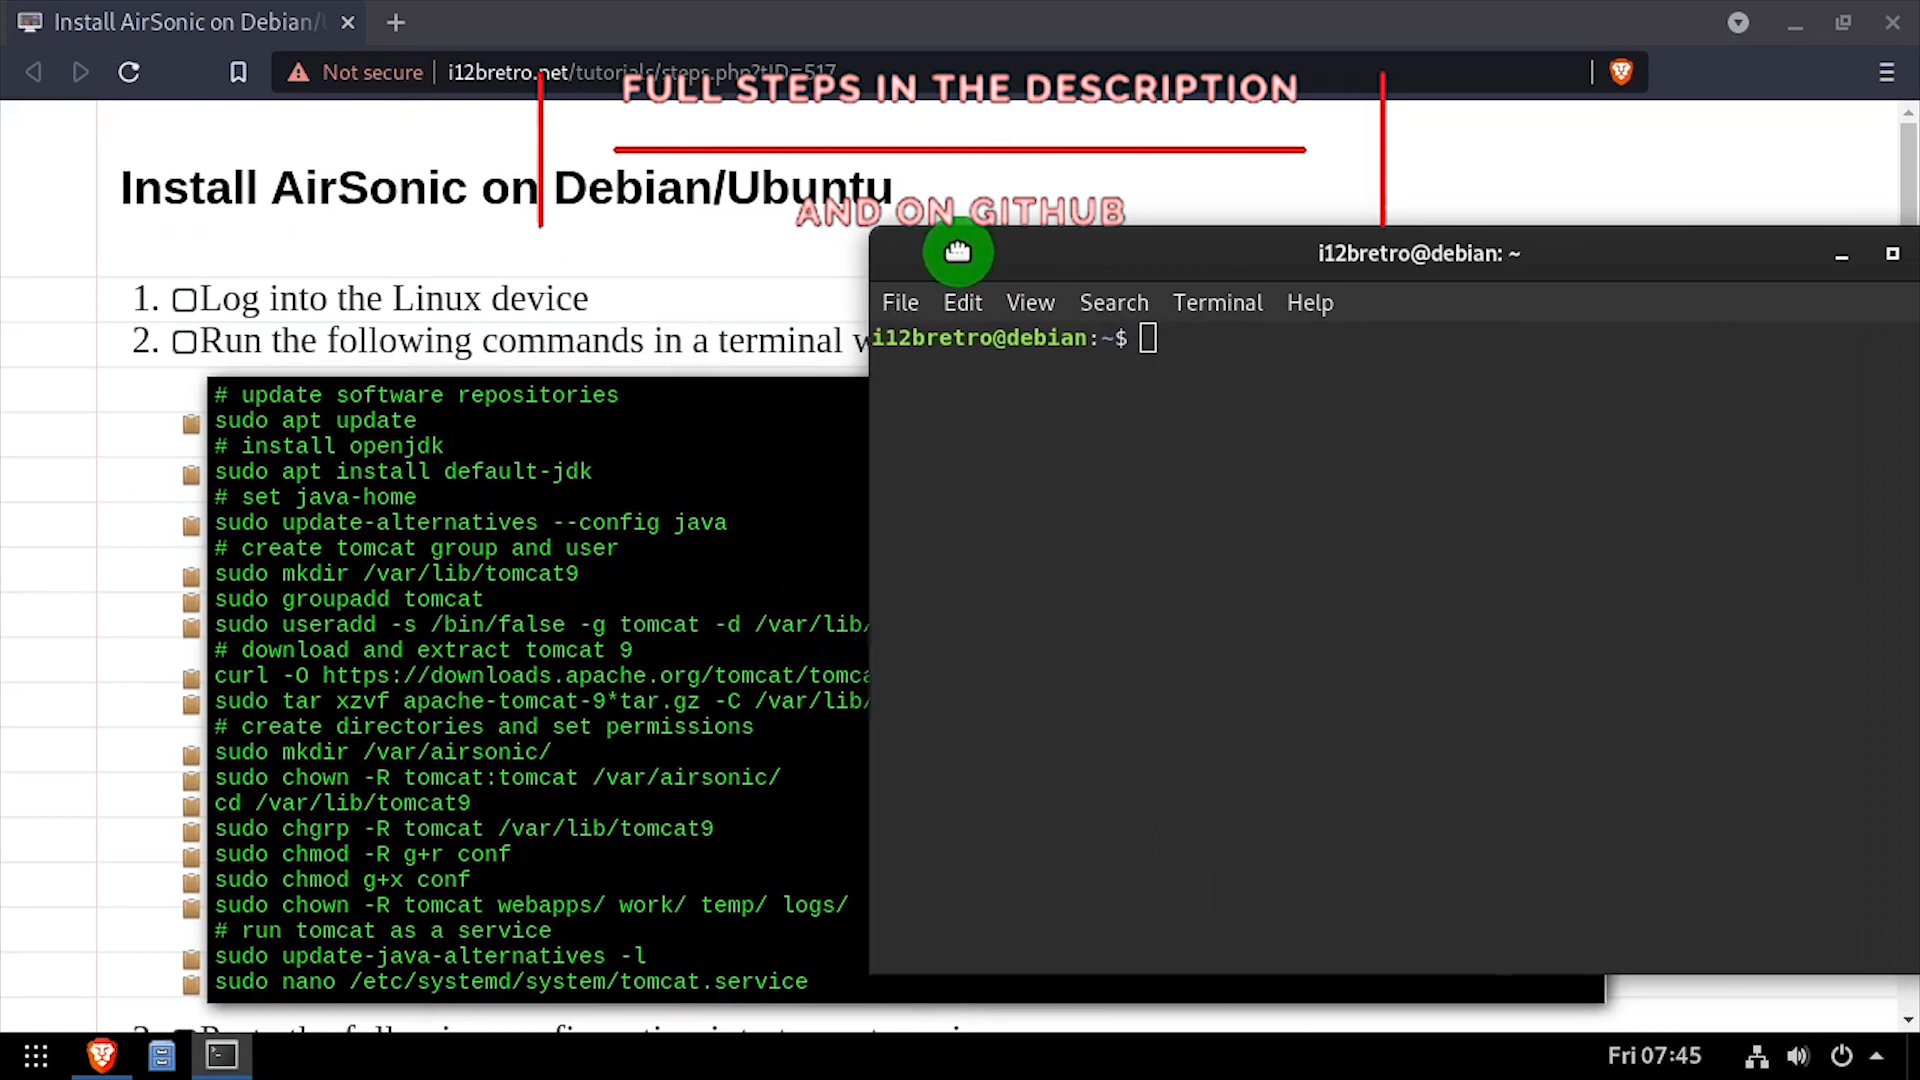 Install AirSonic on Debian/U
Not secure
i12bretro.net/tutorials/steps.php?tID=517
FULL STEPS IN THE DESCRIPTION
AND ON GITHUB
Install AirSonic on Debian/Ubuntu
1. Log into the Linux device
2. Run the following commands in a terminal w
# update software repositories
sudo apt update
# install openjdk
sudo apt install default-jdk
# set java-home
sudo update-alternatives --config java
# create tomcat group and user
sudo mkdir /var/lib/tomcat9
sudo groupadd tomcat
sudo useradd -s /bin/false -g tomcat -d /var/lib/
# download and extract tomcat 9
curl -O https://downloads.apache.org/tomcat/tomca
sudo tar xzvf apache-tomcat-9*tar.gz -C /var/lib/
# create directories and set permissions
sudo mkdir /var/airsonic/
sudo chown -R tomcat:tomcat /var/airsonic/
cd /var/lib/tomcat9
sudo chgrp -R tomcat /var/lib/tomcat9
sudo chmod -R g+r conf
sudo chmod g+x conf
sudo chown -R tomcat webapps/ work/ temp/ logs/
# run tomcat as a service
sudo update-java-alternatives -l
sudo nano /etc/systemd/system/tomcat.service
i12bretro@debian: ~
File Edit View Search Terminal Help
i12bretro@debian:~$
Fri 07:45